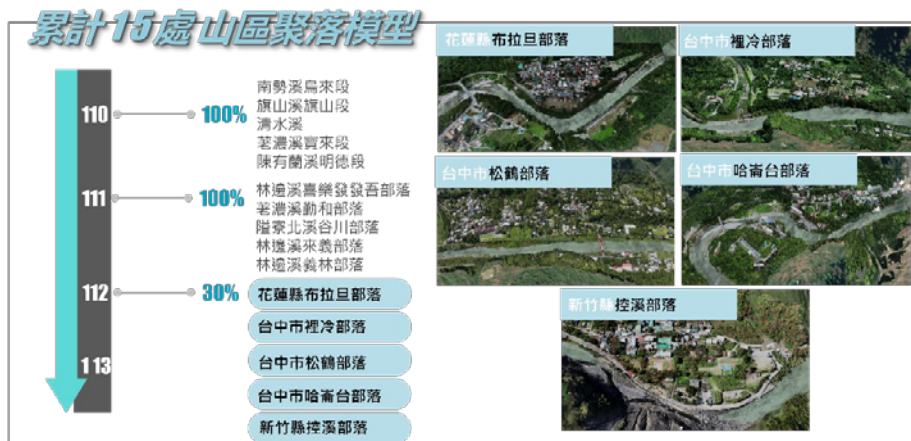 累計15處山區聚落模型
110
100%
南勢溪烏來段
旗山溪旗山段
清水溪
荖濃溪寶來段
陳有蘭溪明德段
111
100%
林邊溪喜樂發發吾部落
荖濃溪勤和部落
隘寮北溪谷川部落
林邊溪來義部落
林邊溪義林部落
112
30%
花蓮縣布拉旦部落
台中市裡冷部落
113
台中市松鶴部落
台中市哈崙台部落
新竹縣控溪部落
花蓮縣布拉旦部落
台中市裡冷部落
台中市松鶴部落
台中市哈崙台部落
新竹縣控溪部落